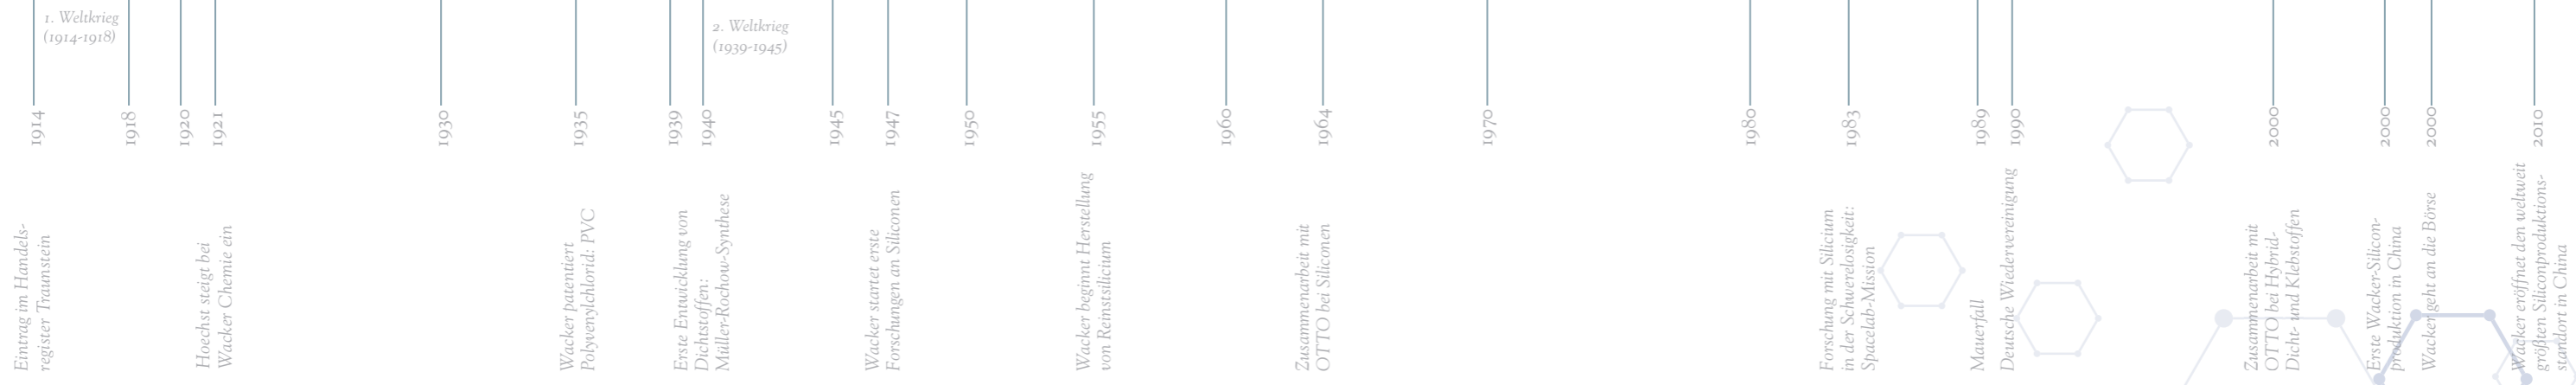 1. Weltkrieg
(1914-1918)
2. Weltkrieg
(1939-1945)
1914
1918
1920
1921
1930
1935
1939
1940
1945
1947
1950
1955
1960
1964
1970
1980
1983
1989
1990
2000
2000
2000
2010
Eintrag im Handels-
register Traunstein
Hoechst steigt bei
Wacker Chemie ein
Wacker patentiert
Polyvenylchlorid: PVC
Erste Entwicklung von
Dichtstoffen:
Müller-Rochow-Synthese
Wacker startet erste
Forschungen an Siliconen
Wacker beginnt Herstellung
von Reinstsilicium
Zusammenarbeit mit
OTTO bei Siliconen
Forschung mit Silicium
in der Schwerelosigkeit:
Spacelab-Mission
Mauerfall
Deutsche Wiedervereinigung
Zusammenarbeit mit
OTTO bei Hybrid-
Dicht- und Klebstoffen
Erste Wacker-Silicon-
produktion in China
Wacker geht an die Börse
Wacker eröffnet den weltweit
größten Siliconproduktions-
standort in China